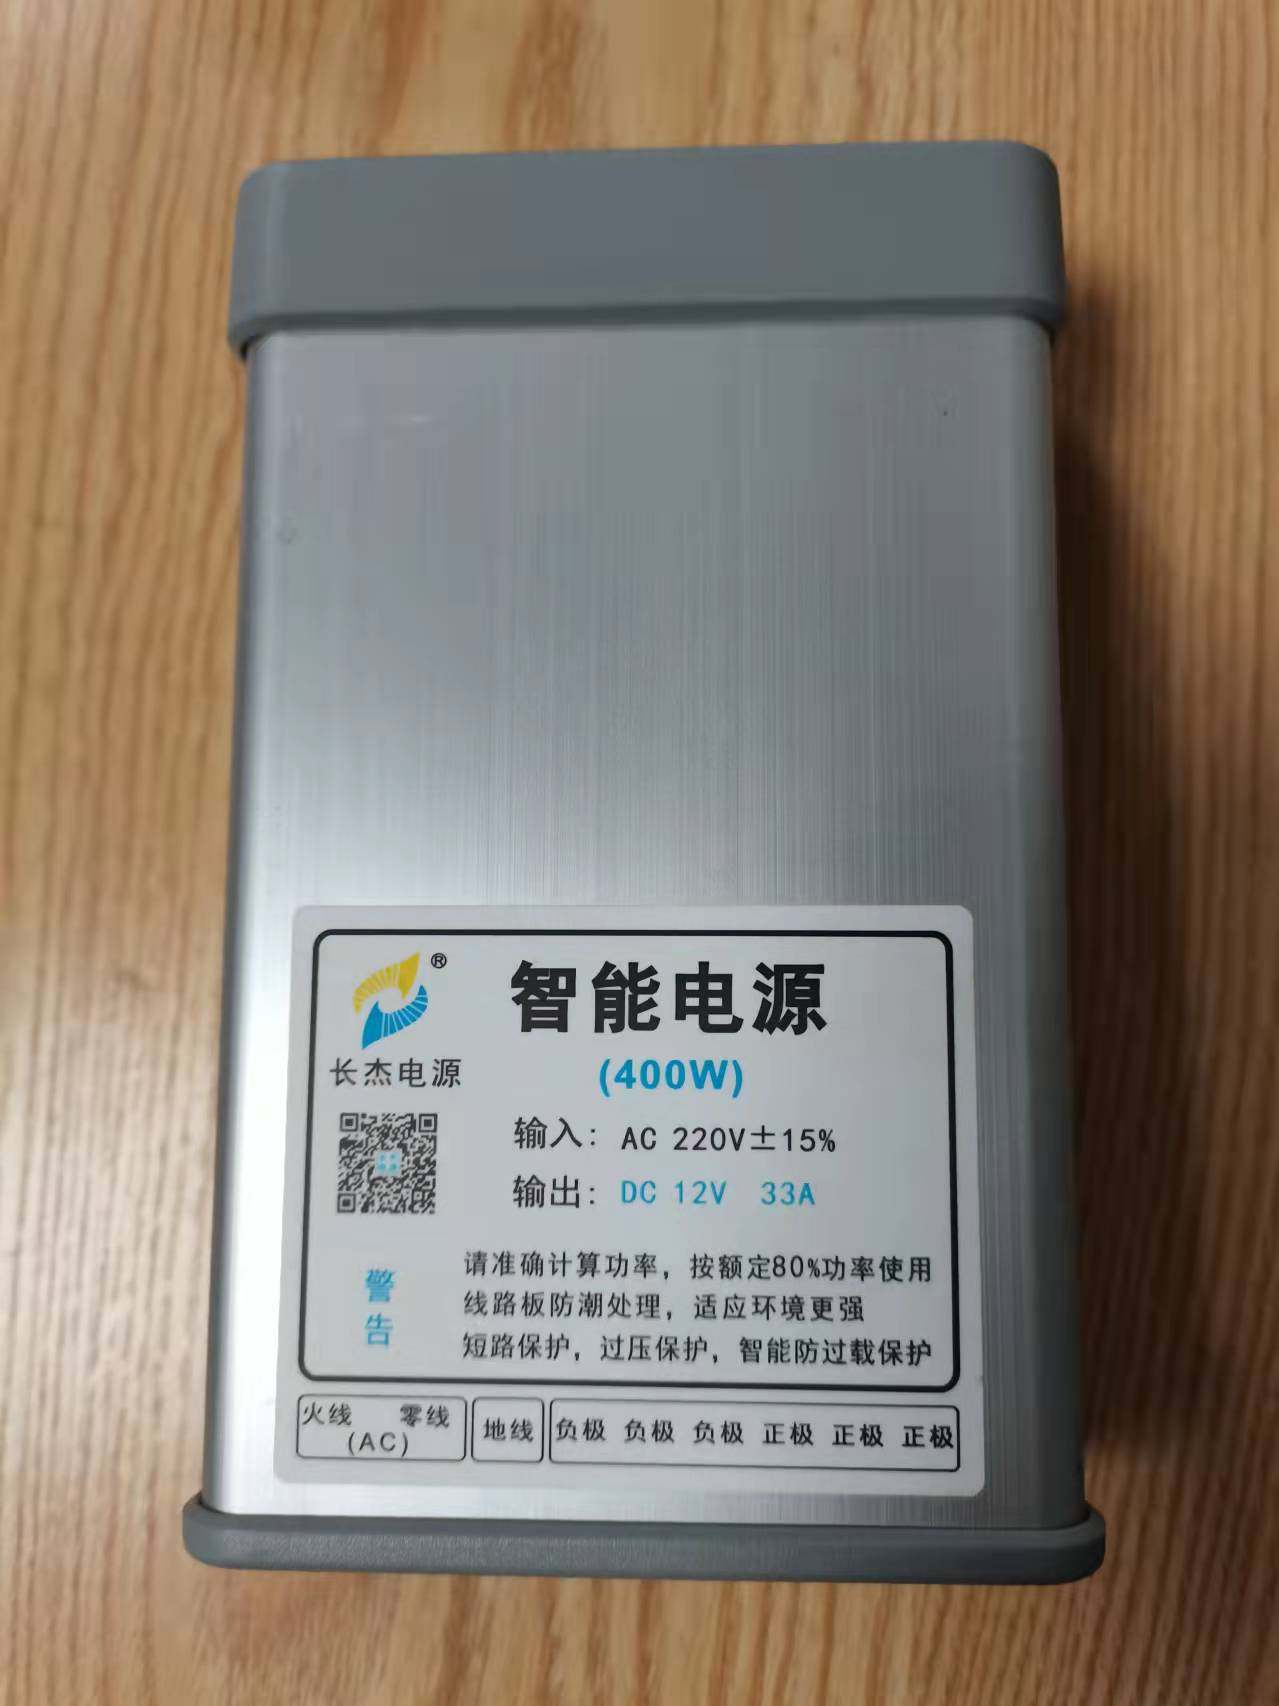 ®
长杰电源
智能电源
(400W)
输入: AC 220V±15%
输出: DC 12V 33A
警告
请准确计算功率，按额定80%功率使用
线路板防潮处理，适应环境更强
短路保护，过压保护，智能防过载保护
火线 零线
(AC)
地线
负极 负极 负极 正极 正极 正极